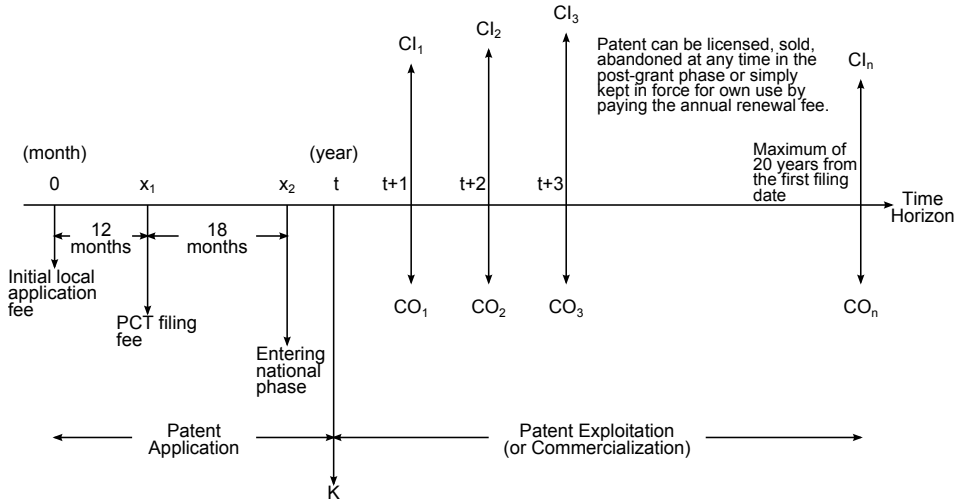 CI₃
CI₂
CI₁
Patent can be licensed, sold,
abandoned at any time in the
post-grant phase or simply
kept in force for own use by
paying the annual renewal fee.
CIₙ
(month)
(year)
Maximum of
20 years from
the first filing
date
0
x₁
x₂
t
t+1
t+2
t+3
Time
Horizon
12
months
18
months
Initial local
application
fee
PCT filing
fee
Entering
national
phase
CO₁
CO₂
CO₃
COₙ
Patent
Application
Patent Exploitation
(or Commercialization)
K